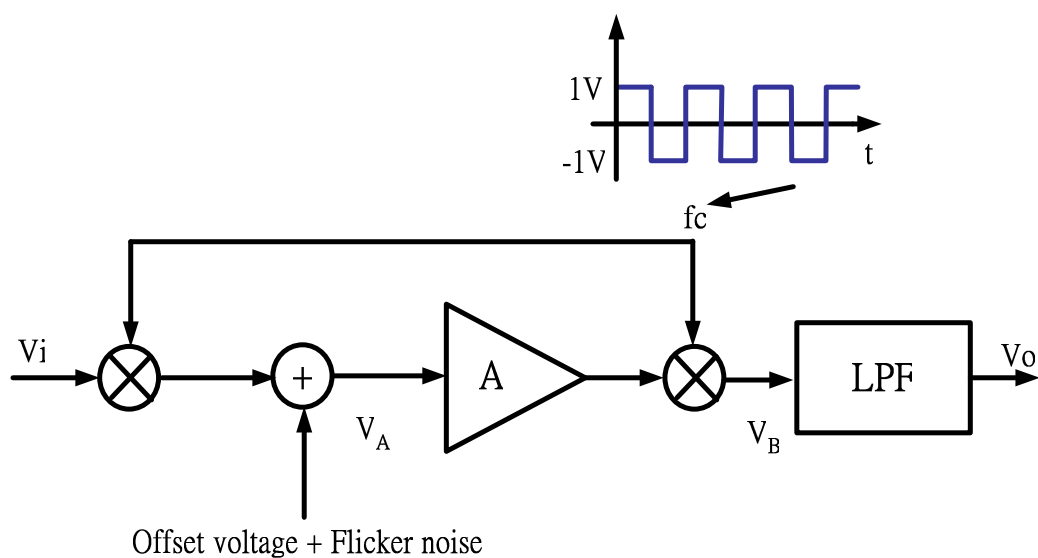 1V
-1V
t
fc
Vi
+
A
LPF
Vo
VA
VB
Offset voltage + Flicker noise